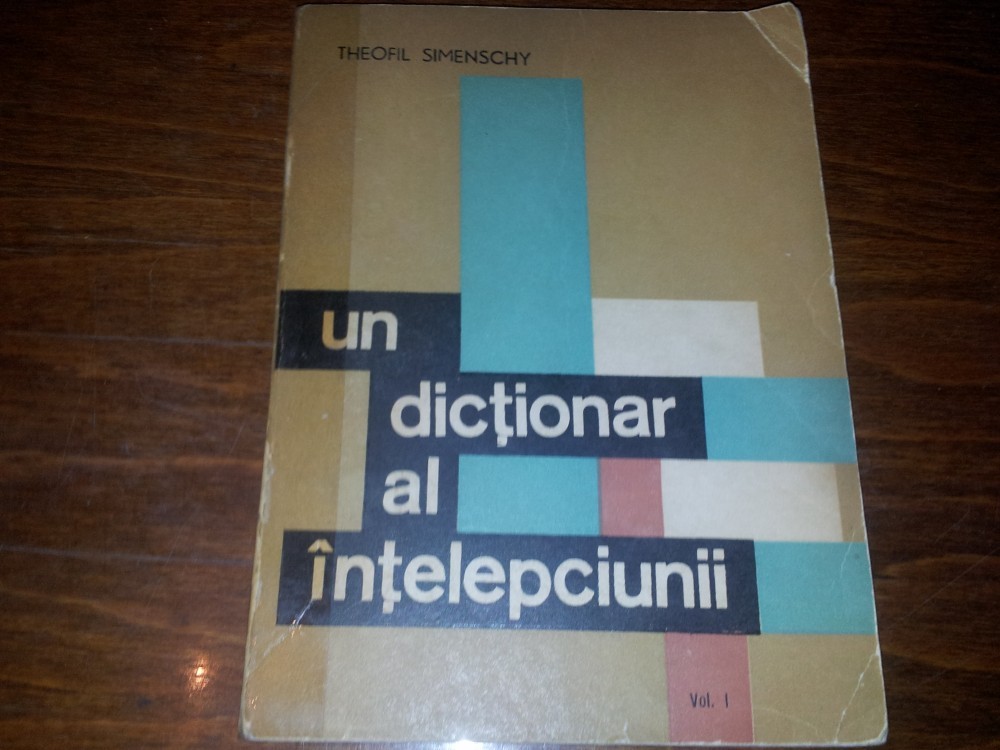 THEOFIL SIMENSCHY
un
dicţionar
al
înţelepciunii
Vol. I